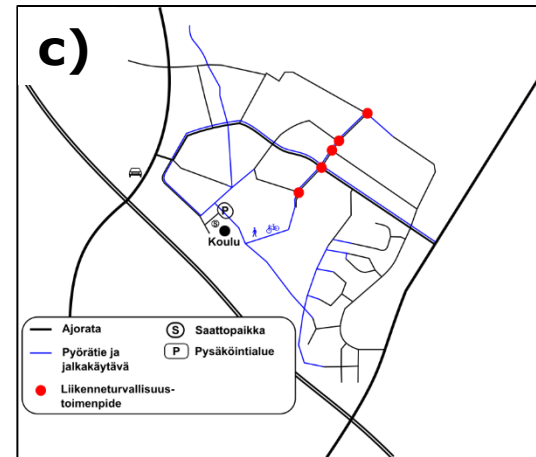 c)
P
S
Koulu
Ajorata
S Saattopaikka
Pyörätie ja
jalkakäytävä
P Pysäköintialue
Liikenneturvallisuus-
toimenpide